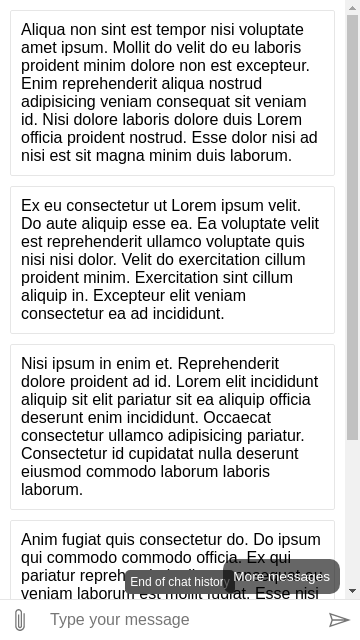 Aliqua non sint est tempor nisi voluptate
amet ipsum. Mollit do velit do eu laboris
proident minim dolore non est excepteur.
Enim reprehenderit aliqua nostrud
adipisicing veniam consequat sit veniam
id. Nisi dolore laboris dolore duis Lorem
officia proident nostrud. Esse dolor nisi ad
nisi est sit magna minim duis laborum.
Ex eu consectetur ut Lorem ipsum velit.
Do aute aliquip esse ea. Ea voluptate velit
est reprehenderit ullamco voluptate quis
nisi nisi dolor. Velit do exercitation cillum
proident minim. Exercitation sint cillum
aliquip in. Excepteur elit veniam
consectetur ea ad incididunt.
Nisi ipsum in enim et. Reprehenderit
dolore proident ad id. Lorem elit incididunt
aliquip sit elit pariatur sit ea aliquip officia
deserunt enim incididunt. Occaecat
consectetur ullamco adipisicing pariatur.
Consectetur id cupidatat nulla deserunt
eiusmod commodo laborum laboris
laborum.
Anim fugiat quis consectetur do. Do ipsum
qui commodo commodo officia. Ex qui
pariatur
End of chat history
More messages
veniam laborum est mollit fugiat. Esse nisi
Type your message